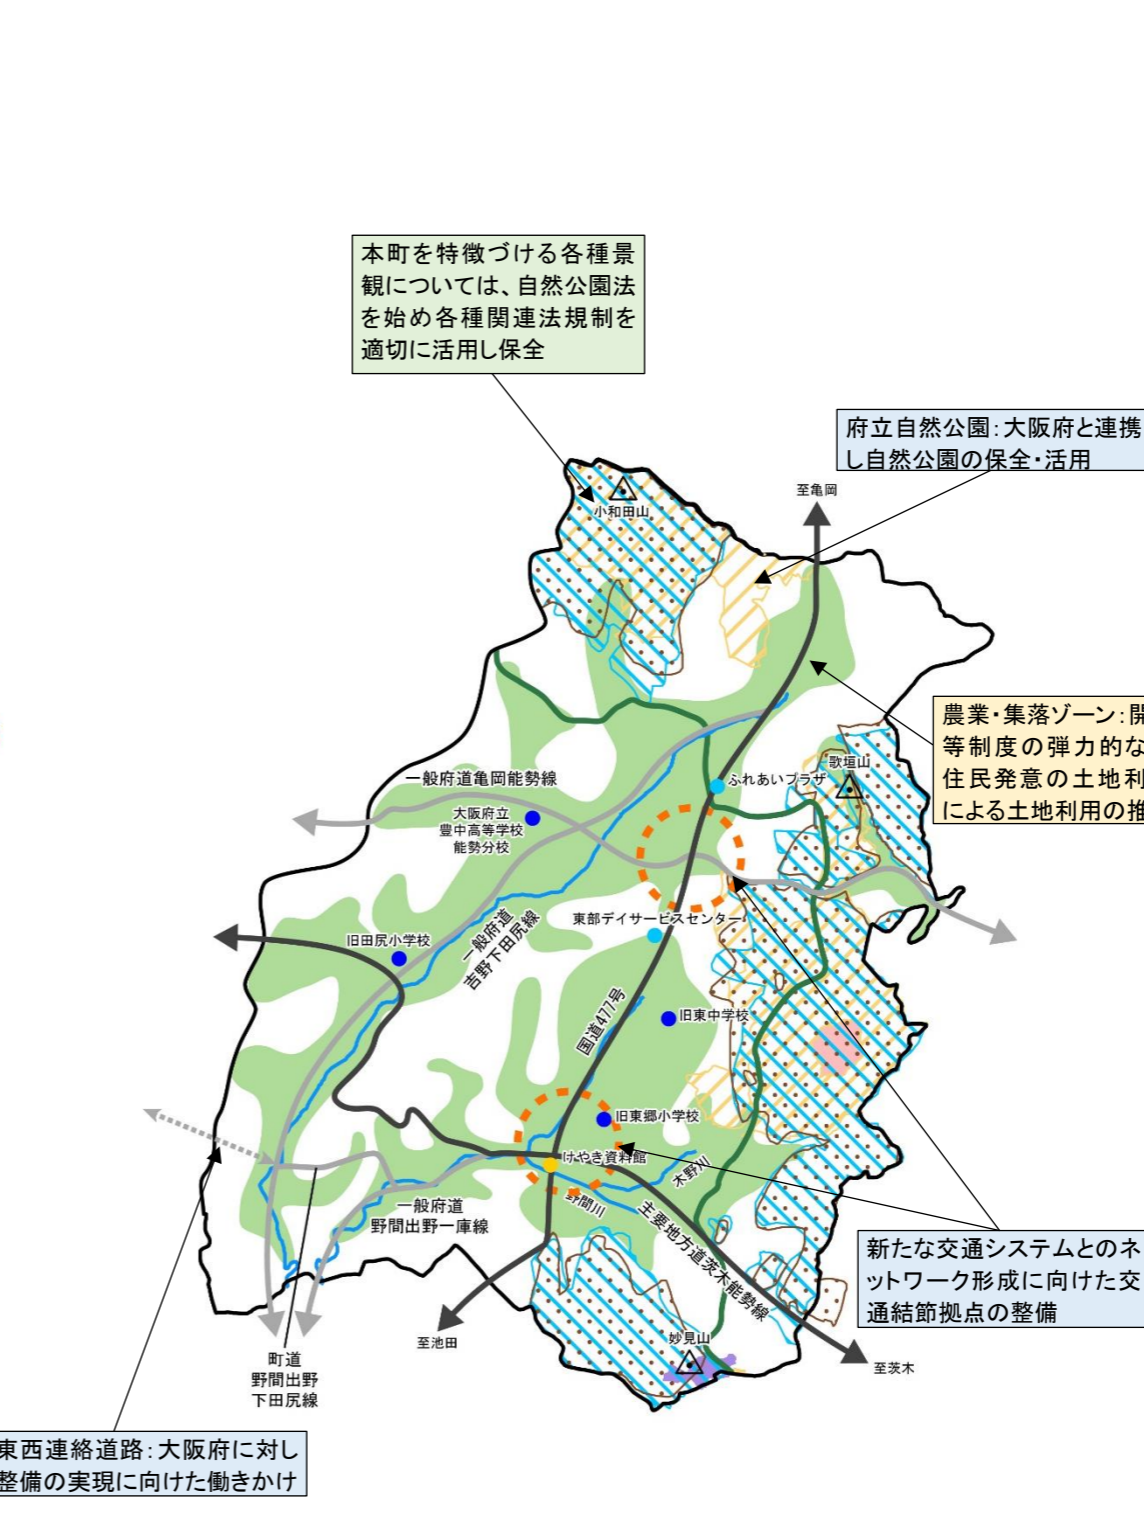 本町を特徴づける各種景
観については、自然公園法
を始め各種関連法規制を
適切に活用し保全
府立自然公園:大阪府と連携
し自然公園の保全・活用
至亀岡
小和田山
農業・集落ゾーン:開
等制度の弾力的な
住民発意の土地利
による土地利用の推
歌垣山
ふれあいプラザ
一般府道亀岡能勢線
大阪府立
豊中高等学校
能勢分校
東部デイサービスセンター
旧田尻小学校
一般府道
吉野下田尻線
国道477号
旧東中学校
旧東郷小学校
けやき資料館
木野川
野間川
一般府道
野間出野一庫線
主要地方道茨木能勢線
新たな交通システムとのネ
ットワーク形成に向けた交
通結節拠点の整備
至池田
妙見山
至茨木
町道
野間出野
下田尻線
東西連絡道路:大阪府に対し
整備の実現に向けた働きかけ